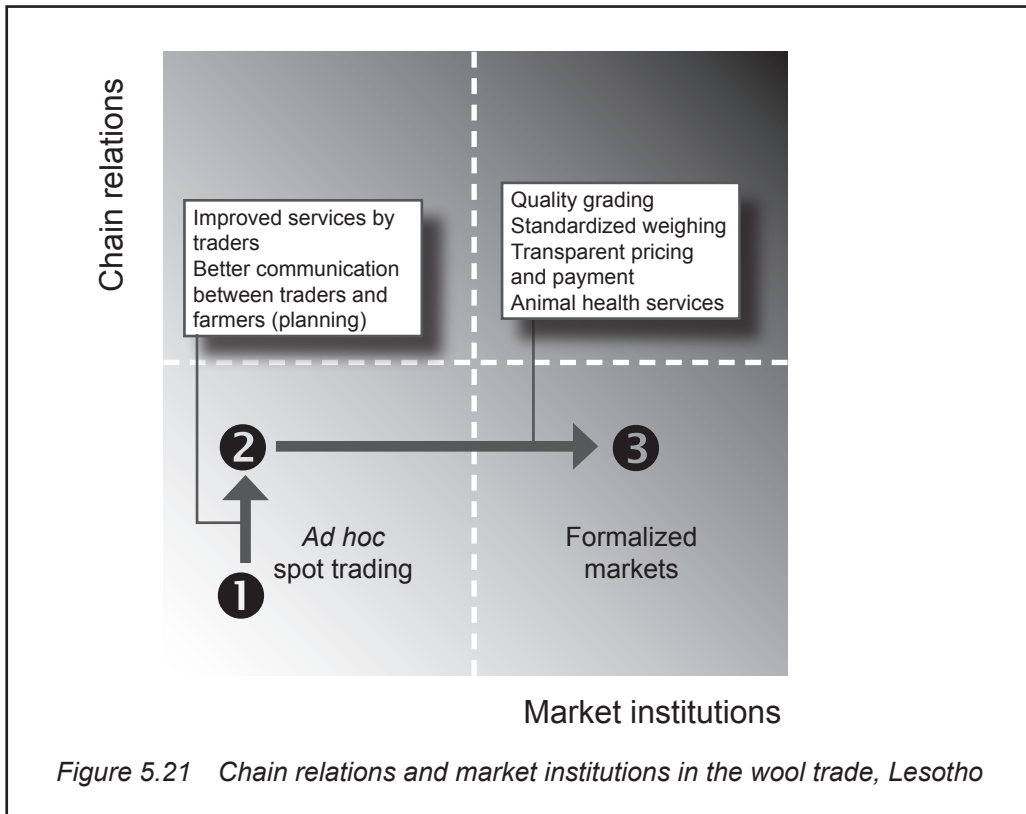 Chain relations
Improved services by
traders
Better communication
between traders and
farmers (planning)
Quality grading
Standardized weighing
Transparent pricing
and payment
Animal health services
2
3
Ad hoc
spot trading
Formalized
markets
1
Market institutions
Figure 5.21 Chain relations and market institutions in the wool trade, Lesotho